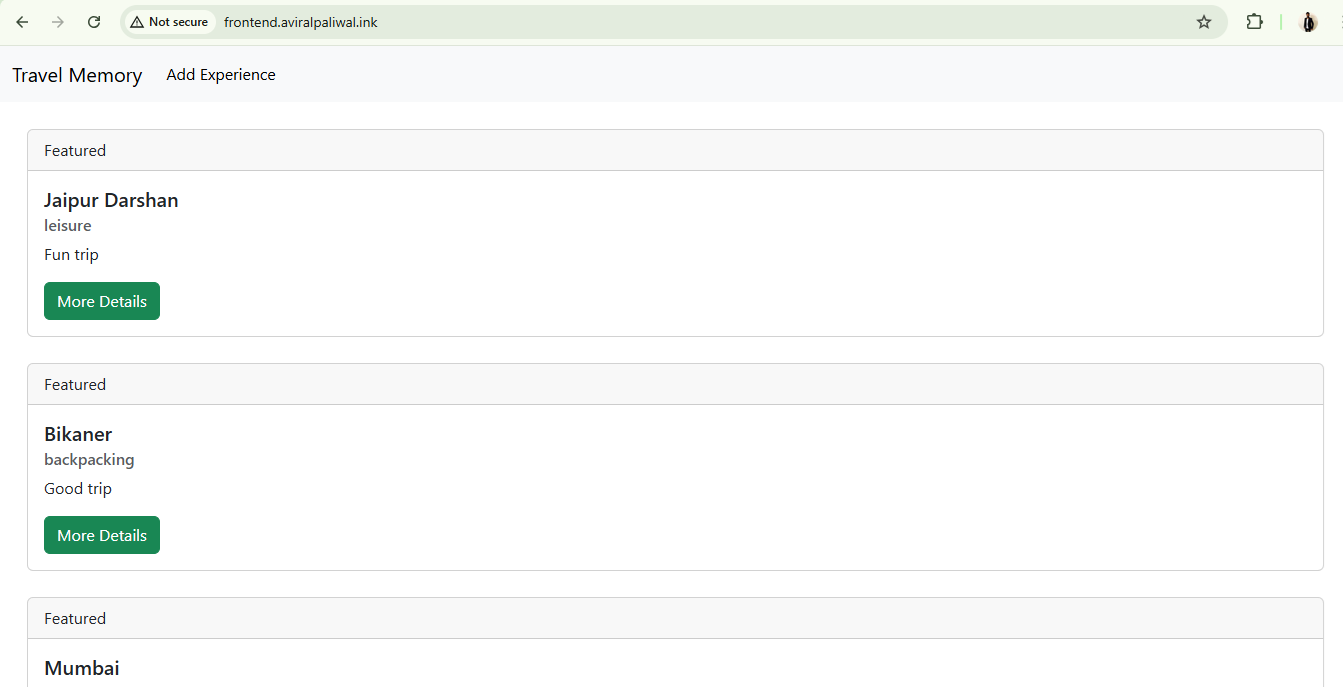 Not secure frontend.aviralpaliwal.ink
Travel Memory Add Experience
Featured
Jaipur Darshan
leisure
Fun trip
More Details
Featured
Bikaner
backpacking
Good trip
More Details
Featured
Mumbai